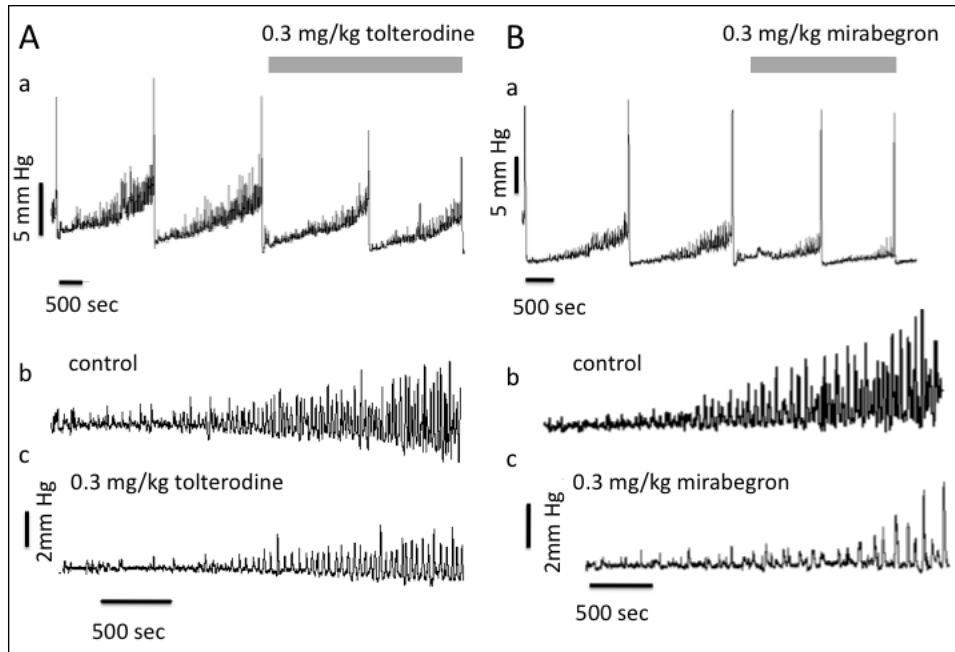 A
0.3 mg/kg tolterodine
a
5 mm Hg
500 sec
b
control
c
0.3 mg/kg tolterodine
2mm Hg
500 sec
B
0.3 mg/kg mirabegron
a
5 mm Hg
500 sec
b
control
c
0.3 mg/kg mirabegron
2mm Hg
500 sec